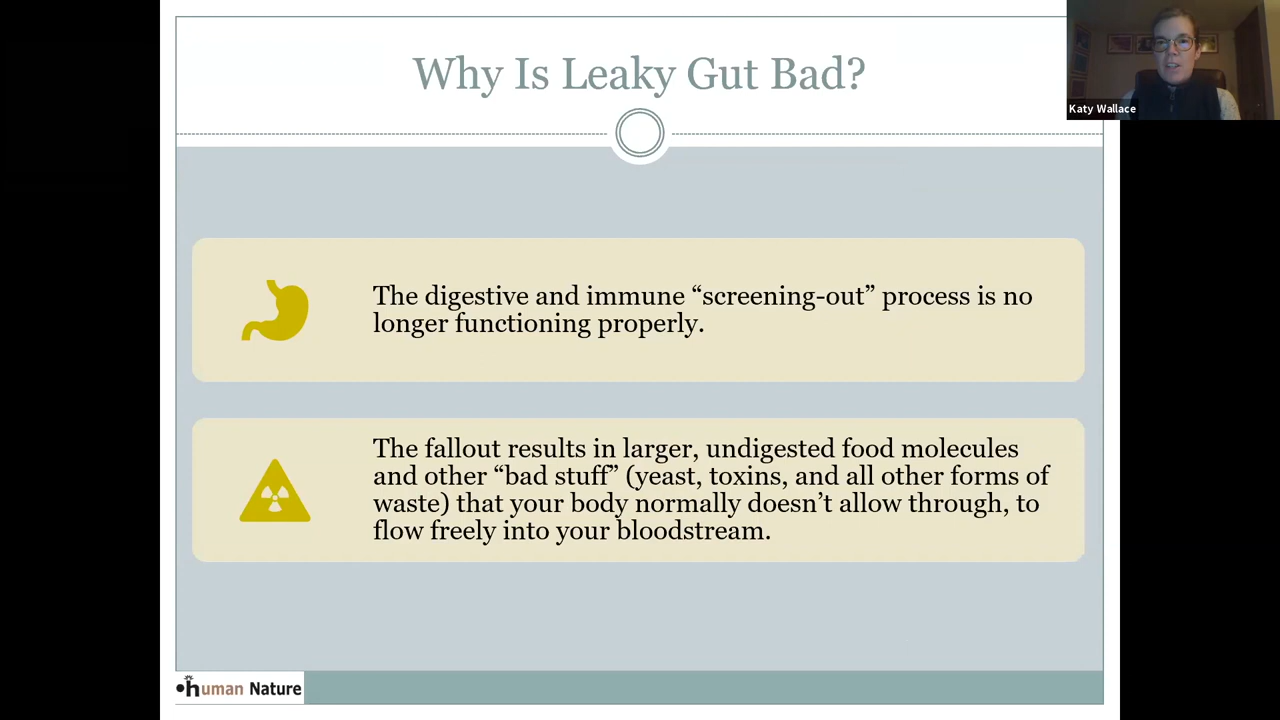 Why Is Leaky Gut Bad?
Katy Wallace
The digestive and immune “screening-out” process is no
longer functioning properly.
The fallout results in larger, undigested food molecules
and other “bad stuff” (yeast, toxins, and all other forms of
waste) that your body normally doesn’t allow through, to
flow freely into your bloodstream.
human Nature